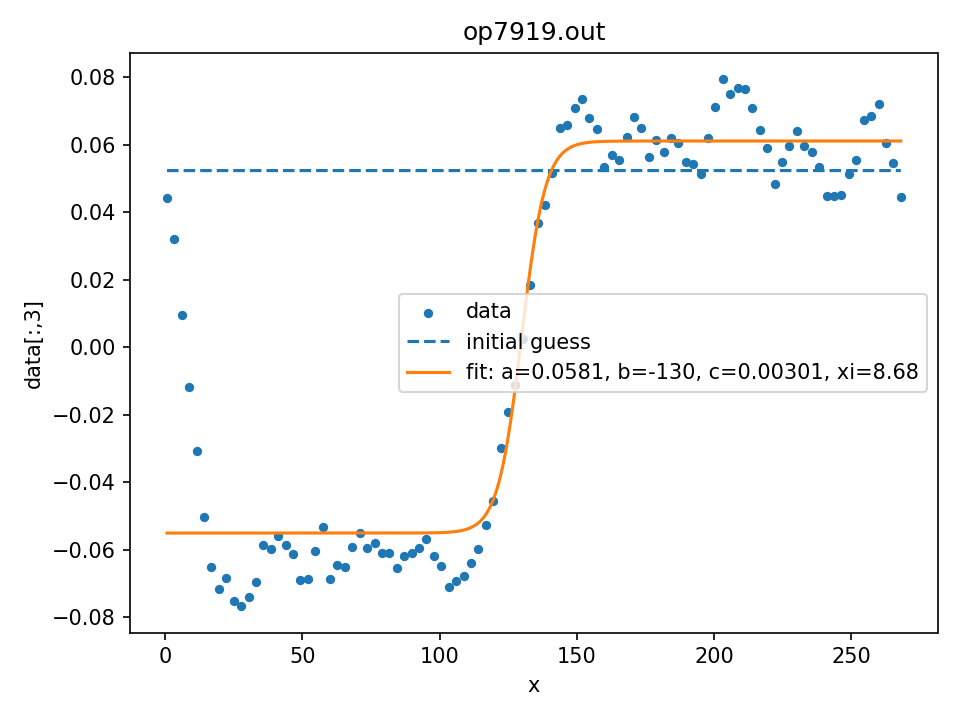 op7919.out
data[:,3]
0.08
0.06
0.04
0.02
0.00
−0.02
−0.04
−0.06
−0.08
data
initial guess
fit: a=0.0581, b=-130, c=0.00301, xi=8.68
0 50 100 150 200 250
x